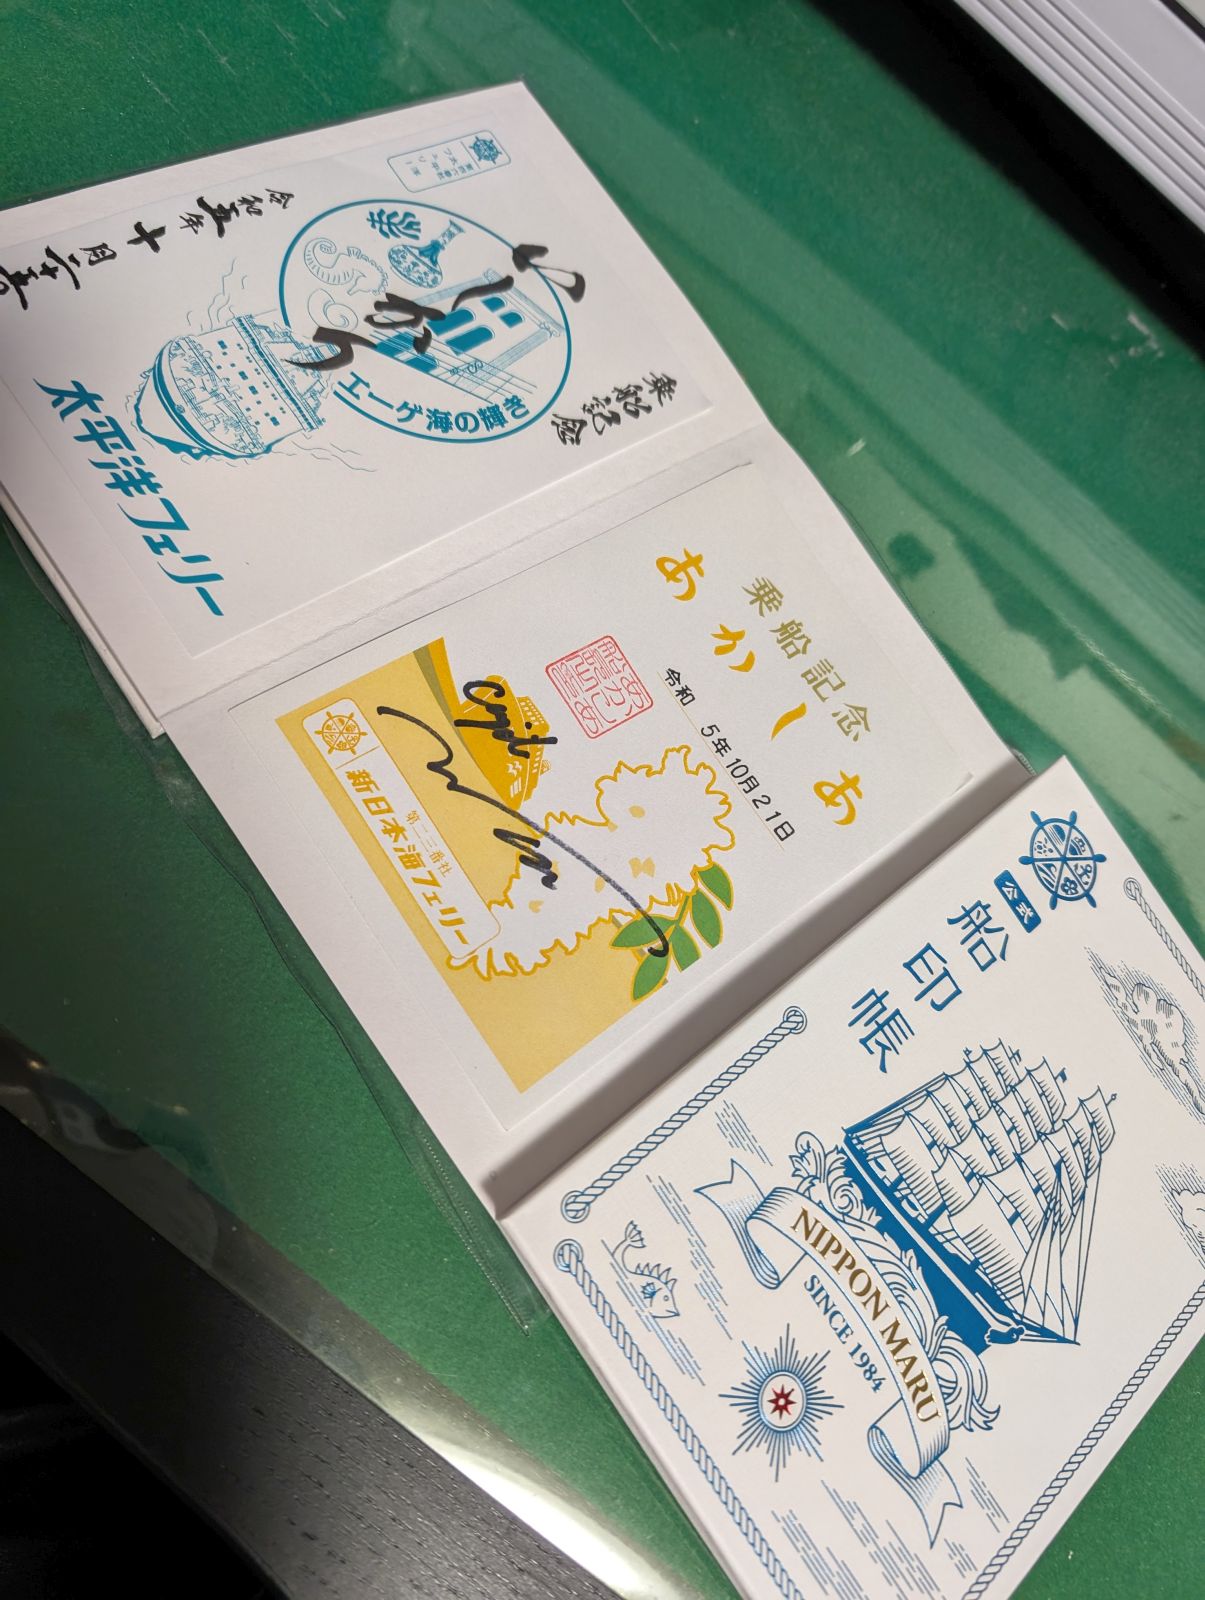 乗船記念
いしかり
エーゲ海の輝き
令和五年十月二十五日
太平洋フェリー
乗船記念
あかしあ
令和 5年10月21日
Capt
第二三番社
新日本海フェリー
公式
船印帳
NIPPON MARU
SINCE 1984